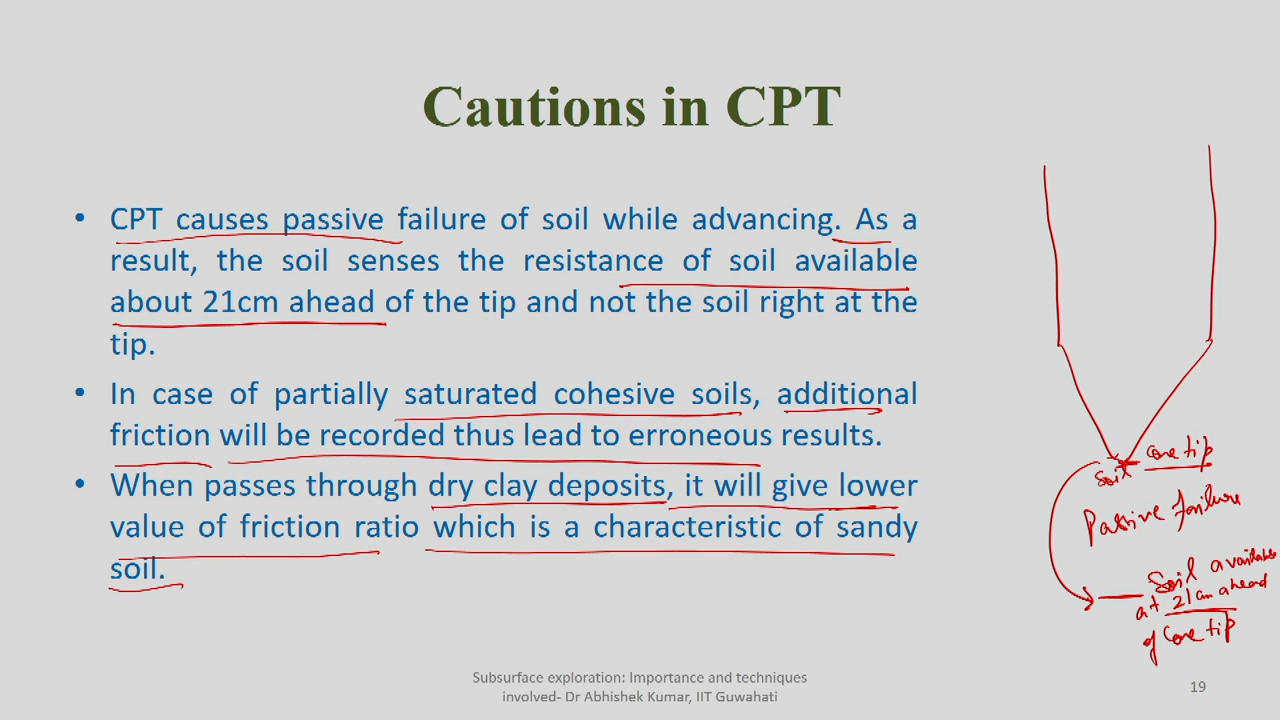 Cautions in CPT
• CPT causes passive failure of soil while advancing. As a
result, the soil senses the resistance of soil available
about 21cm ahead of the tip and not the soil right at the
tip.
• In case of partially saturated cohesive soils, additional
friction will be recorded thus lead to erroneous results.
• When passes through dry clay deposits, it will give lower
value of friction ratio which is a characteristic of sandy
soil.
Cone tip
Soil
Passive failure
Soil available
at 21cm ahead
of Cone tip
Subsurface exploration: Importance and techniques
involved- Dr Abhishek Kumar, IIT Guwahati
19